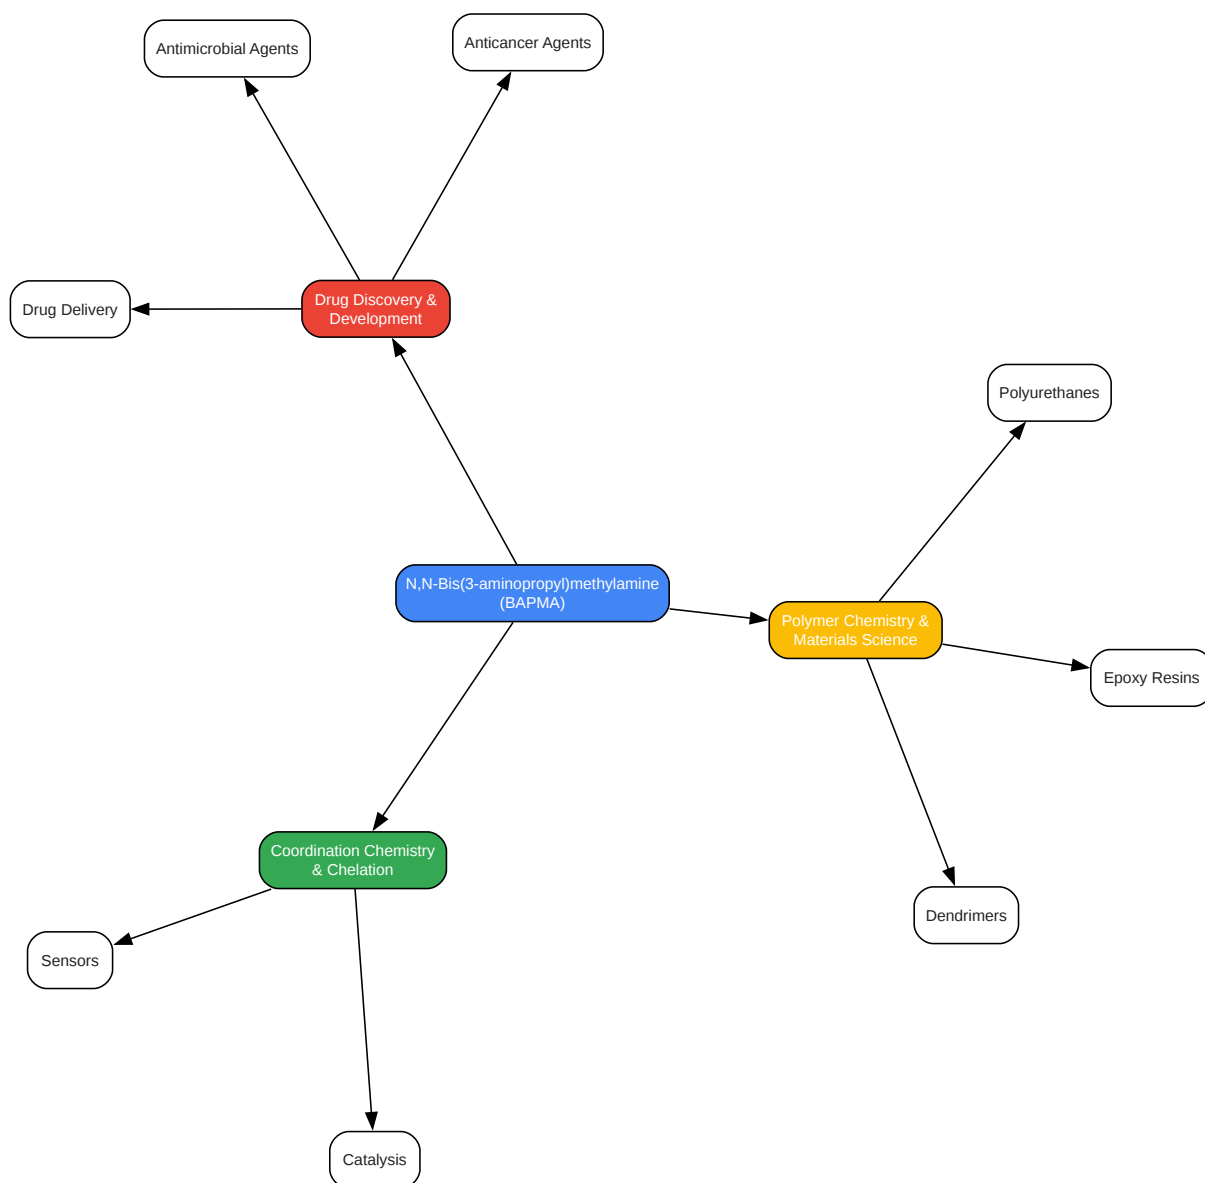 Anticancer Agents
Antimicrobial Agents
Drug Discovery &
Development
Drug Delivery
Polyurethanes
N,N-Bis(3-aminopropyl)methylamine
(BAPMA)
Polymer Chemistry &
Materials Science
Epoxy Resins
Coordination Chemistry
& Chelation
Dendrimers
Sensors
Catalysis